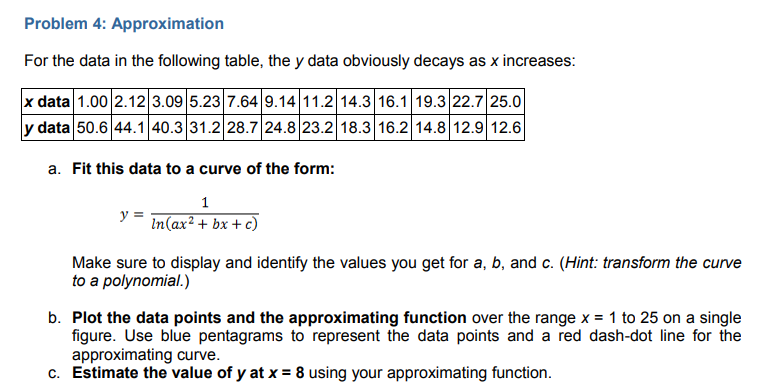 Problem 4: Approximation
For the data in the following table, the y data obviously decays as x increases:
x data 1.00 2.12 3.09 5.23 7.64 9.14 11.2 14.3 16.1 19.3 22.7 25.0
y data 50.6 44.1 40.3 31.2 28.7 24.8 23.2 18.3 16.2 14.8 12.9 12.6
a. Fit this data to a curve of the form:
y = 1 / ln(ax² + bx + c)
Make sure to display and identify the values you get for a, b, and c. (Hint: transform the curve
to a polynomial.)
b. Plot the data points and the approximating function over the range x = 1 to 25 on a single
figure. Use blue pentagrams to represent the data points and a red dash-dot line for the
approximating curve.
c. Estimate the value of y at x = 8 using your approximating function.